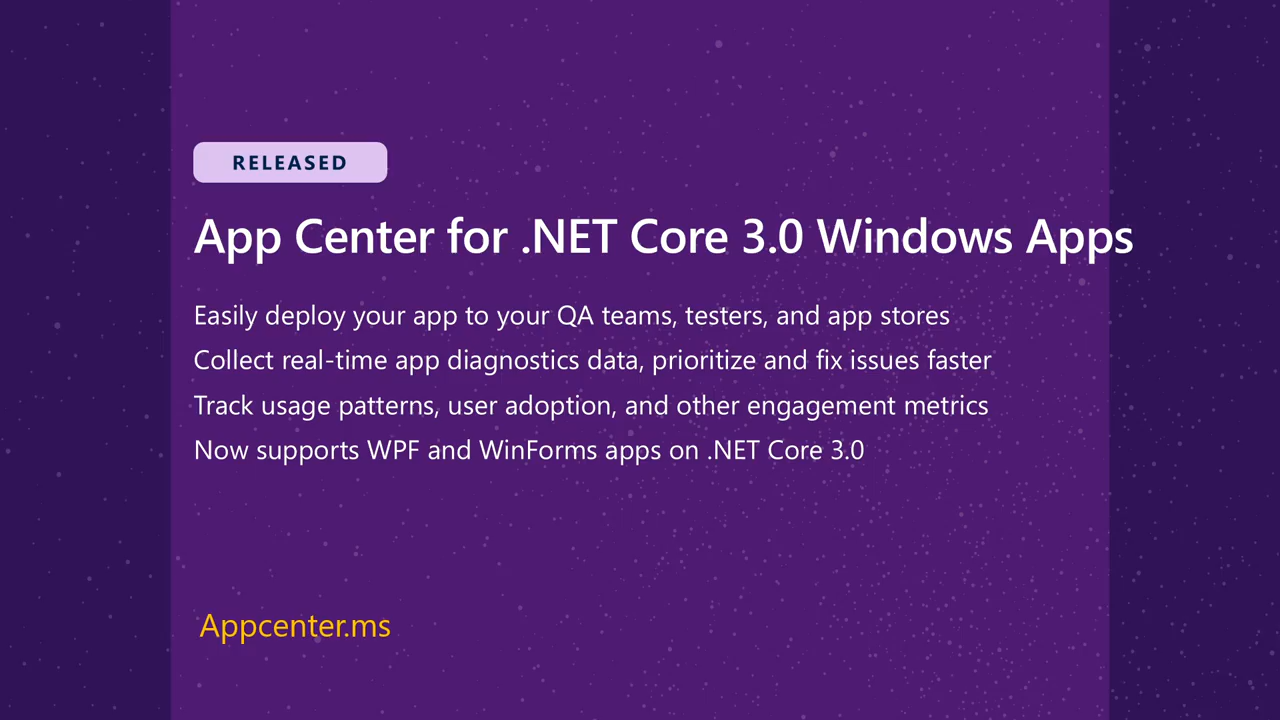 RELEASED
App Center for .NET Core 3.0 Windows Apps
Easily deploy your app to your QA teams, testers, and app stores
Collect real-time app diagnostics data, prioritize and fix issues faster
Track usage patterns, user adoption, and other engagement metrics
Now supports WPF and WinForms apps on .NET Core 3.0
Appcenter.ms